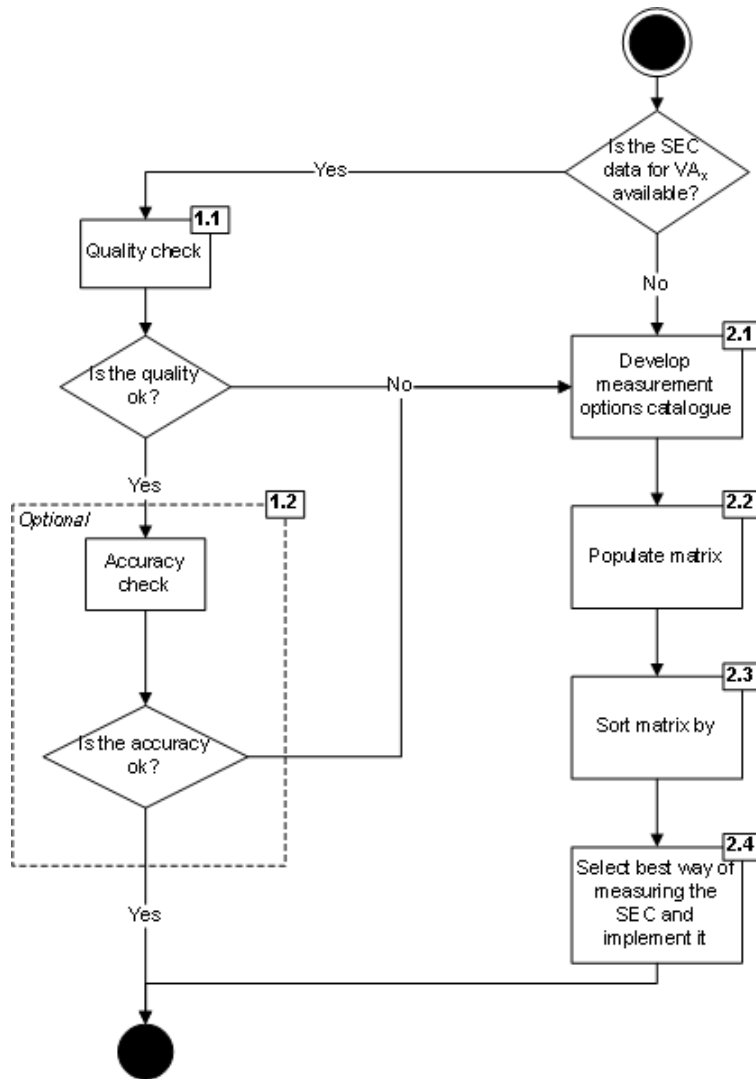 Is the SEC
data for VAₓ
available?
Yes
No
1.1
Quality check
Is the quality
ok?
No
Yes
2.1
Develop
measurement
options catalogue
1.2
Optional
Accuracy
check
2.2
Populate matrix
Is the accuracy
ok?
2.3
Sort matrix by
Yes
2.4
Select best way of
measuring the
SEC and
implement it